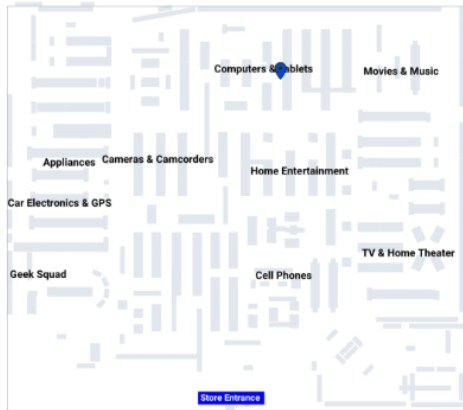 Computers & Tablets
Movies & Music
Appliances
Cameras & Camcorders
Home Entertainment
Car Electronics & GPS
TV & Home Theater
Geek Squad
Cell Phones
Store Entrance